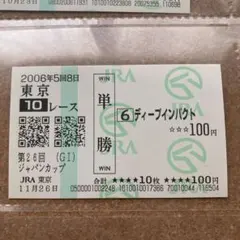 2006年5回8日
東京
10レース
WIN
単勝
WIN
6 ディープインパクト
☆☆☆100円
第26回 (GI)
ジャパンカップ
JRA 東京
11月26日
合計 ★★★★10枚 ★★★★100円
JRA